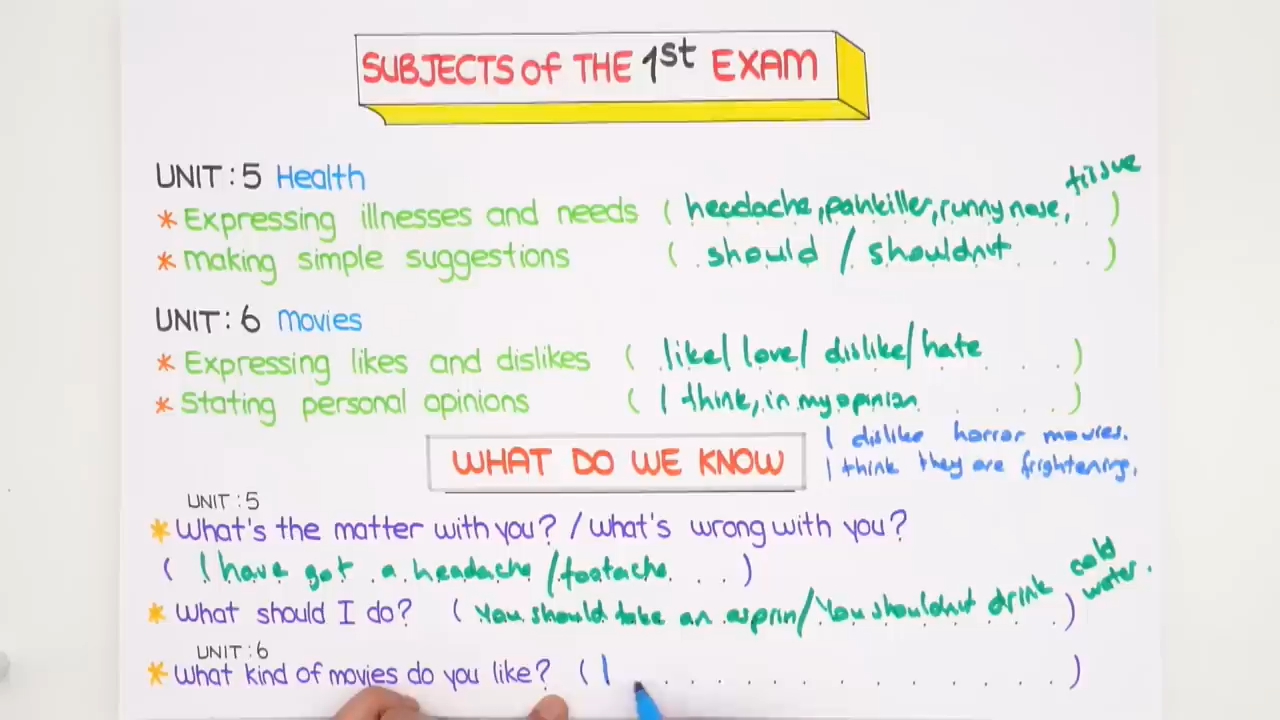 SUBJECTS of THE 1st EXAM
UNIT : 5 Health
* Expressing illnesses and needs ( headache, painkiller, runny nose, tissue )
* making simple suggestions ( should / shouldn't . . . )
UNIT : 6 movies
* Expressing likes and dislikes ( like / love / dislike / hate . . . )
* Stating personal opinions ( I think, in my opinion . . . . )
I dislike horror movies.
I think they are frightening.
WHAT DO WE KNOW
UNIT : 5
* What's the matter with you? / what's wrong with you?
( I have got a headache / footache . . . )
* What should I do? ( You should take an asprin / You shouldn't drink cold water. )
UNIT : 6
* What kind of movies do you like? ( I . . . . . . . . . . . . . . . )